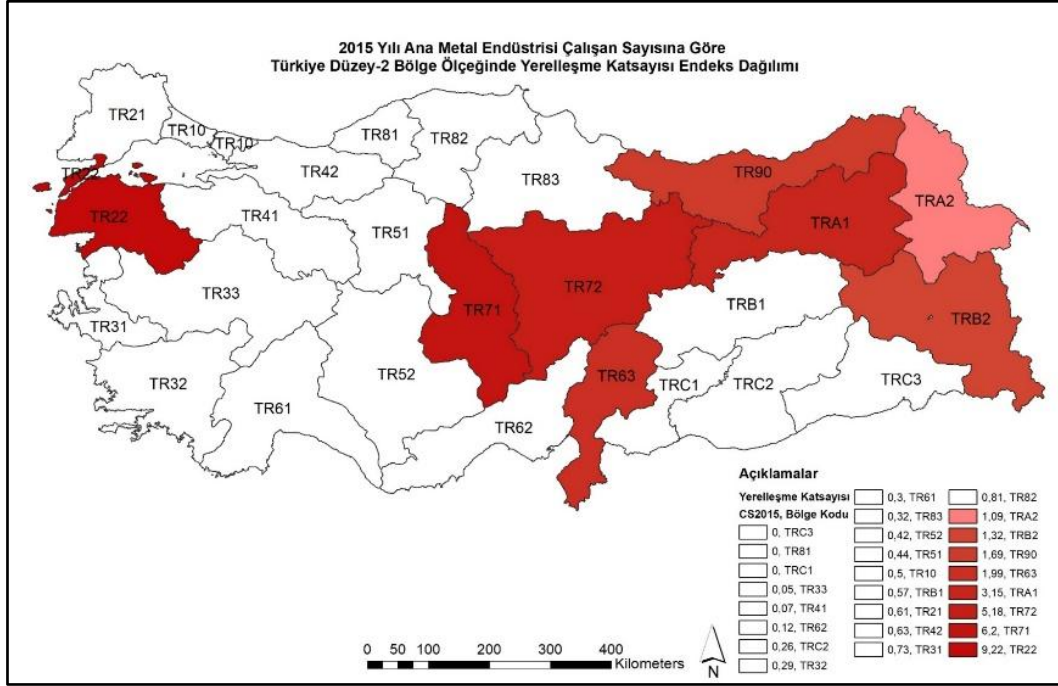 2015 Yılı Ana Metal Endüstrisi Çalışan Sayısına Göre
Türkiye Düzey-2 Bölge Ölçeğinde Yerelleşme Katsayısı Endeks Dağılımı
TR21
TR10
TR10
TR81
TR82
TR42
TR83
TR90
TRA2
TR22
TR22
TR41
TR51
TRA1
TR33
TR71
TR72
TRB1
TRB2
TR31
TR32
TR52
TR63
TRC1
TRC2
TRC3
TR61
TR62
Açıklamalar
Yerelleşme Katsayısı
CS2015, Bölge Kodu
0, TRC3
0, TR81
0, TRC1
0,05, TR33
0,07, TR41
0,12, TR62
0,26, TRC2
0,29, TR32
0,3, TR61
0,32, TR83
0,42, TR52
0,44, TR51
0,5, TR10
0,57, TRB1
0,61, TR21
0,63, TR42
0,73, TR31
0,81, TR82
1,09, TRA2
1,32, TRB2
1,69, TR90
1,99, TR63
3,15, TRA1
5,18, TR72
6,2, TR71
9,22, TR22
0 50 100 200 300 400
Kilometers
N